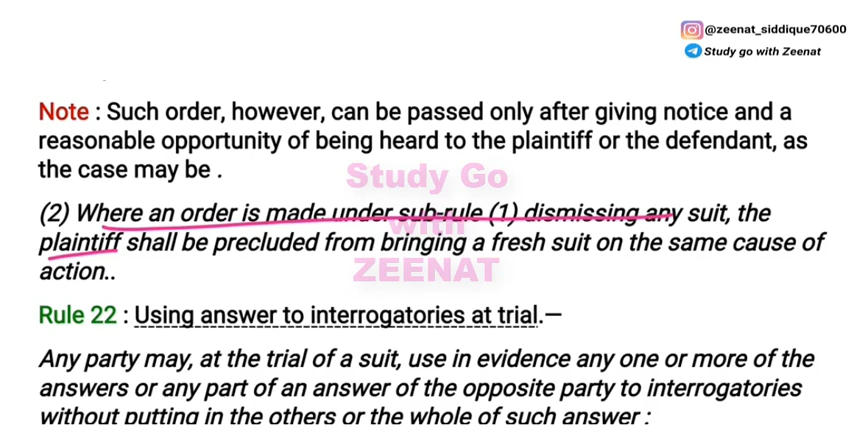 @zeenat_siddique70600
Study go with Zeenat
Note : Such order, however, can be passed only after giving notice and a
reasonable opportunity of being heard to the plaintiff or the defendant, as
the case may be .
Study Go
(2) Where an order is made under sub-rule (1) dismissing any suit, the
with
plaintiff shall be precluded from bringing a fresh suit on the same cause of
ZEENAT
action..
Rule 22 : Using answer to interrogatories at trial.—
Any party may, at the trial of a suit, use in evidence any one or more of the
answers or any part of an answer of the opposite party to interrogatories
without putting in the others or the whole of such answer :